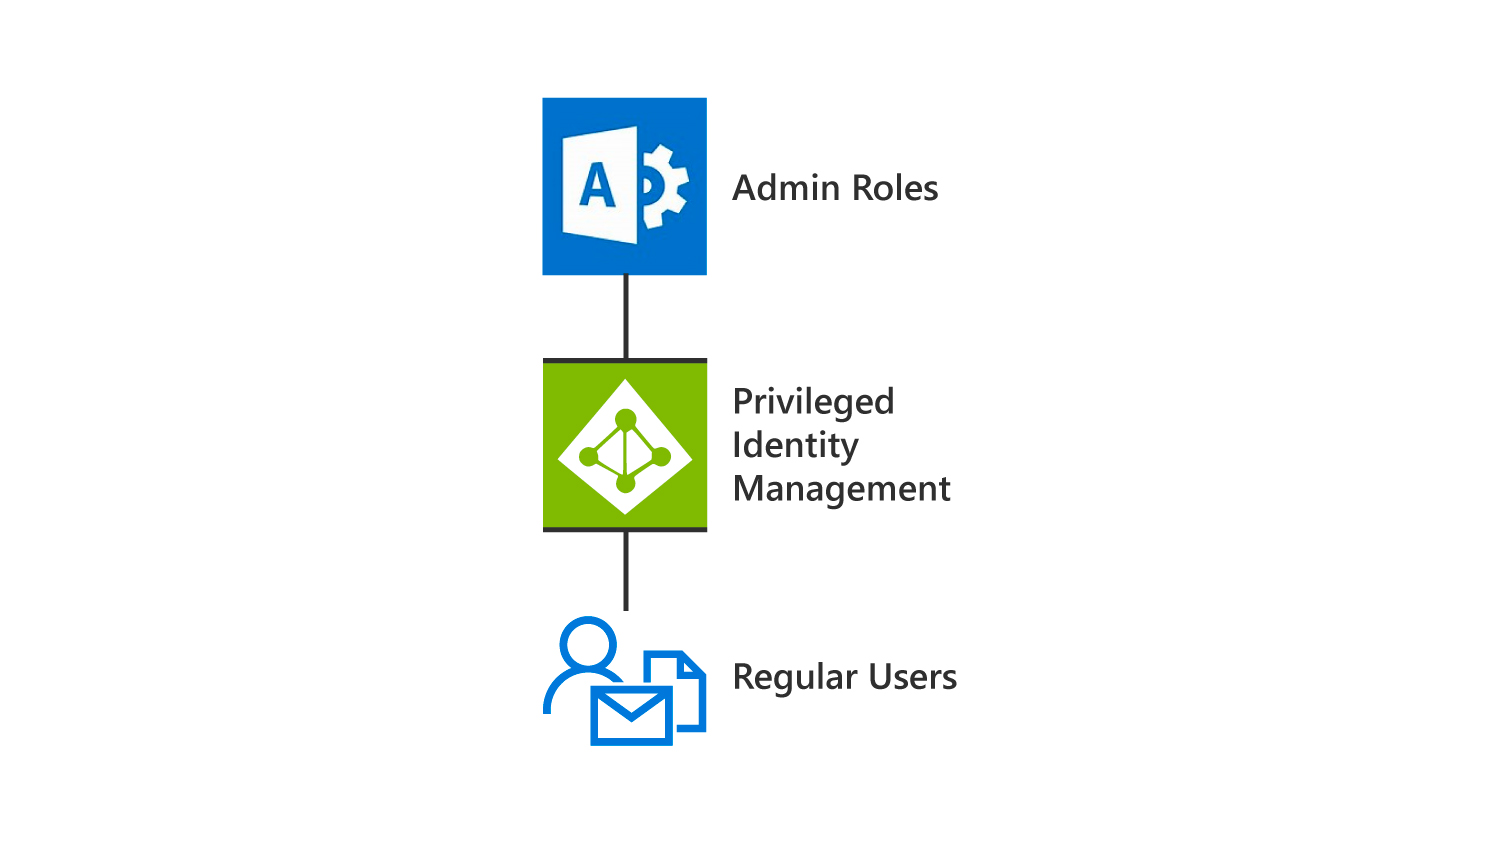 A
Admin Roles
Privileged
Identity
Management
Regular Users